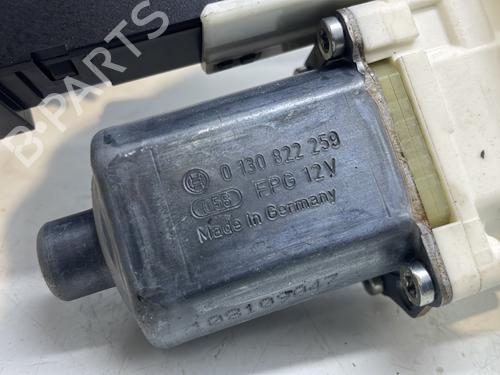 0 130 822 259
FPG 12V
Made in Germany
B-PARTS